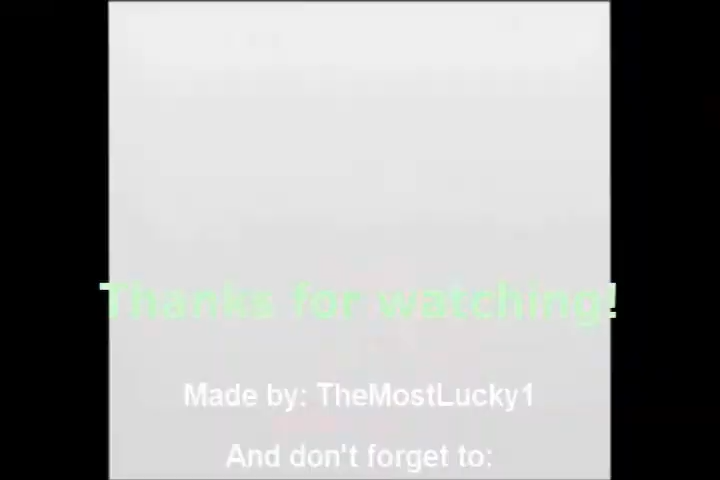 Thanks for watching!
Made by: TheMostLucky1
And don't forget to: